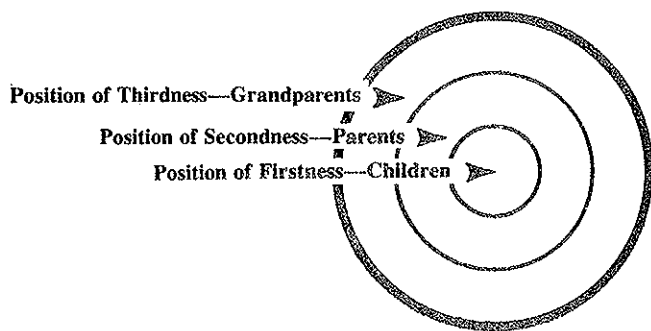 Position of Thirdness—Grandparents
Position of Secondness—Parents
Position of Firstness—Children